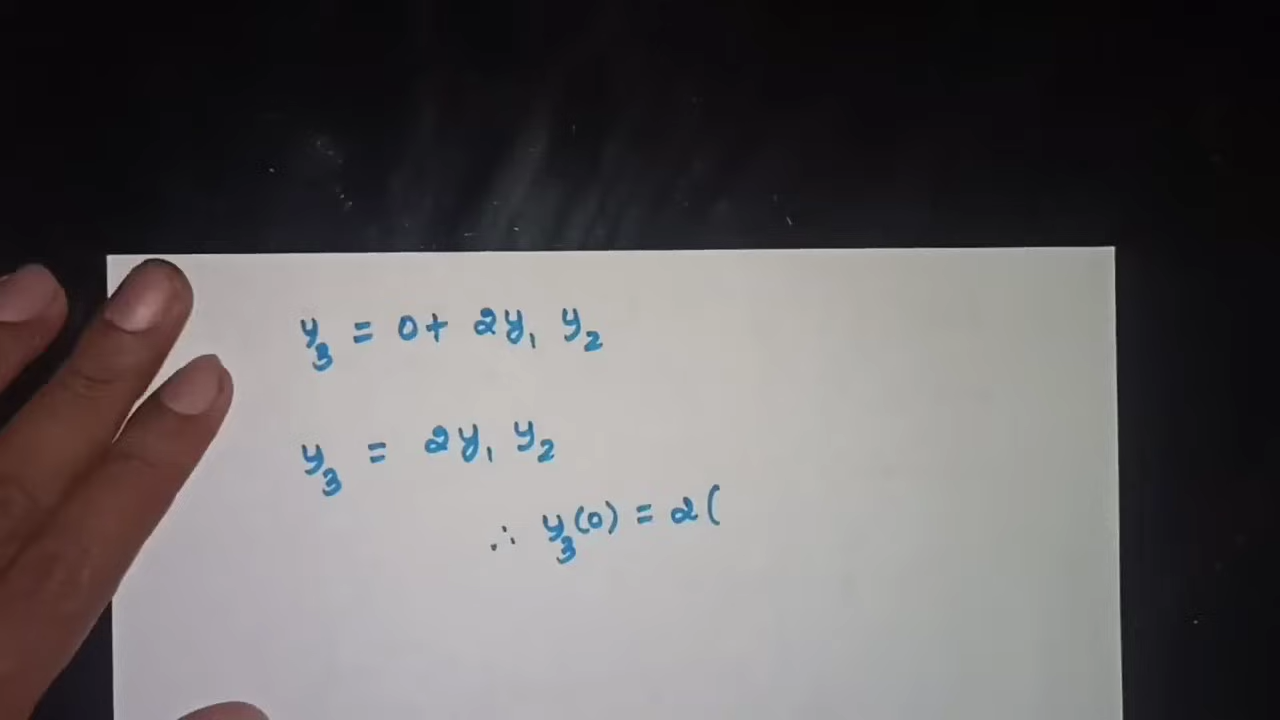 y₃ = 0 + 2y₁ y₂
y₃ = 2y₁ y₂
∴ y₃(0) = 2(